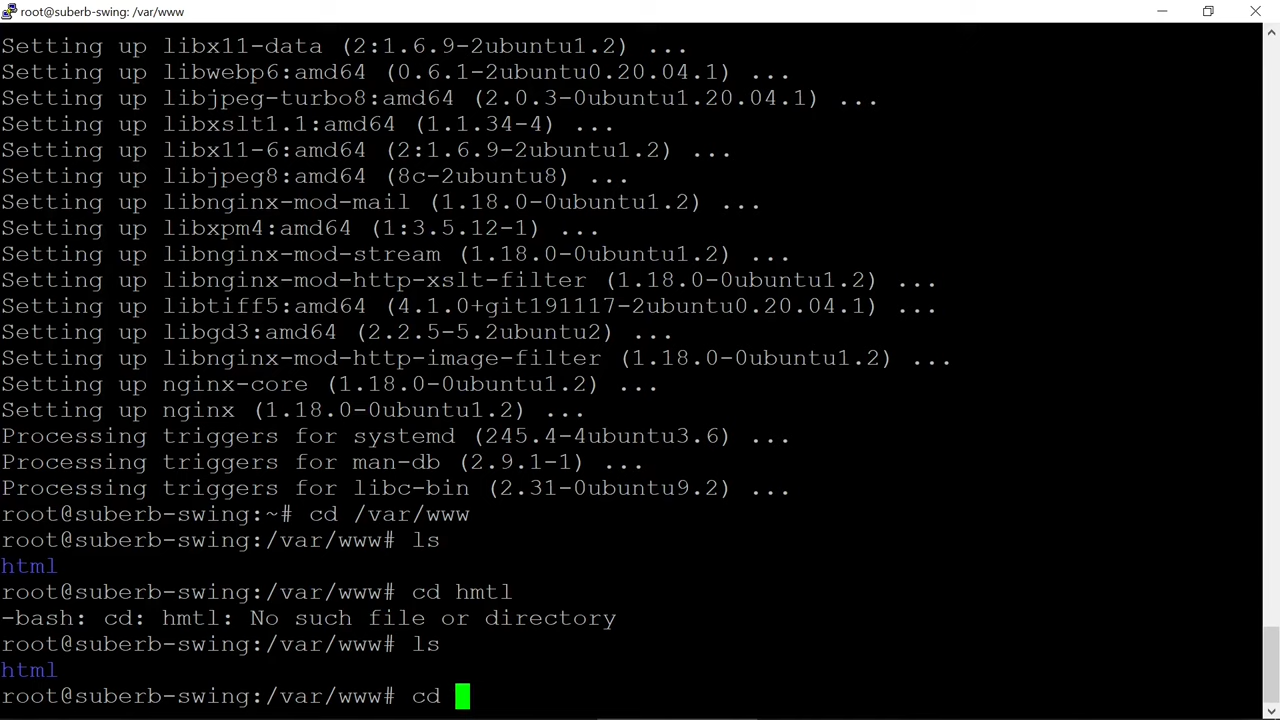 root@suberb-swing: /var/www
Setting up libx11-data (2:1.6.9-2ubuntu1.2) ...
Setting up libwebp6:amd64 (0.6.1-2ubuntu0.20.04.1) ...
Setting up libjpeg-turbo8:amd64 (2.0.3-0ubuntu1.20.04.1) ...
Setting up libxslt1.1:amd64 (1.1.34-4) ...
Setting up libx11-6:amd64 (2:1.6.9-2ubuntu1.2) ...
Setting up libjpeg8:amd64 (8c-2ubuntu8) ...
Setting up libnginx-mod-mail (1.18.0-0ubuntu1.2) ...
Setting up libxpm4:amd64 (1:3.5.12-1) ...
Setting up libnginx-mod-stream (1.18.0-0ubuntu1.2) ...
Setting up libnginx-mod-http-xslt-filter (1.18.0-0ubuntu1.2) ...
Setting up libtiff5:amd64 (4.1.0+git191117-2ubuntu0.20.04.1) ...
Setting up libgd3:amd64 (2.2.5-5.2ubuntu2) ...
Setting up libnginx-mod-http-image-filter (1.18.0-0ubuntu1.2) ...
Setting up nginx-core (1.18.0-0ubuntu1.2) ...
Setting up nginx (1.18.0-0ubuntu1.2) ...
Processing triggers for systemd (245.4-4ubuntu3.6) ...
Processing triggers for man-db (2.9.1-1) ...
Processing triggers for libc-bin (2.31-0ubuntu9.2) ...
root@suberb-swing:~# cd /var/www
root@suberb-swing:/var/www# ls
html
root@suberb-swing:/var/www# cd hmtl
-bash: cd: hmtl: No such file or directory
root@suberb-swing:/var/www# ls
html
root@suberb-swing:/var/www# cd